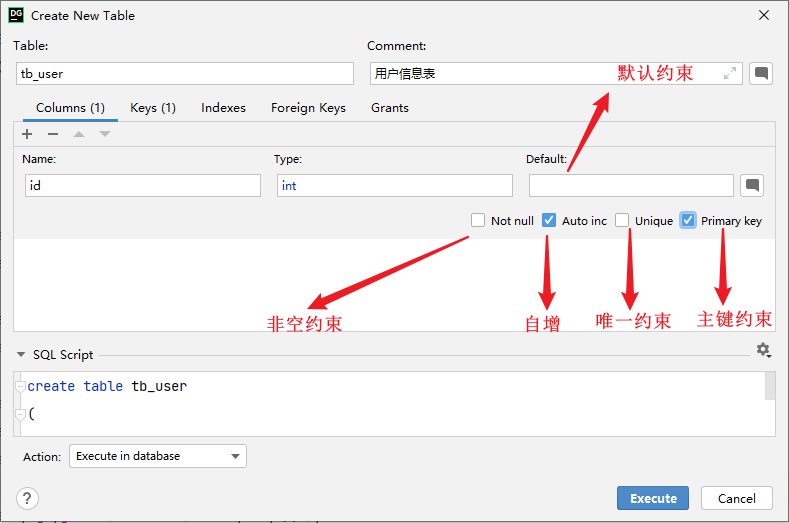 DG Create New Table
Table: Comment:
tb_user 用户信息表 默认约束
Columns (1) Keys (1) Indexes Foreign Keys Grants
Name: Type: Default:
id int
Not null Auto inc Unique Primary key
非空约束 自增 唯一约束 主键约束
SQL Script
create table tb_user
(
Action: Execute in database
? Execute Cancel